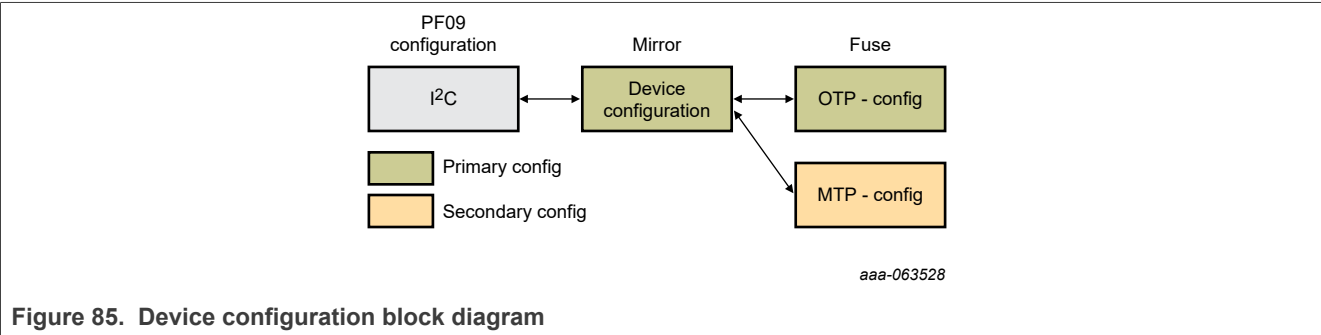 PF09
configuration
Mirror
Fuse
I²C
Device
configuration
OTP - config
Primary config
MTP - config
Secondary config
aaa-063528
Figure 85. Device configuration block diagram